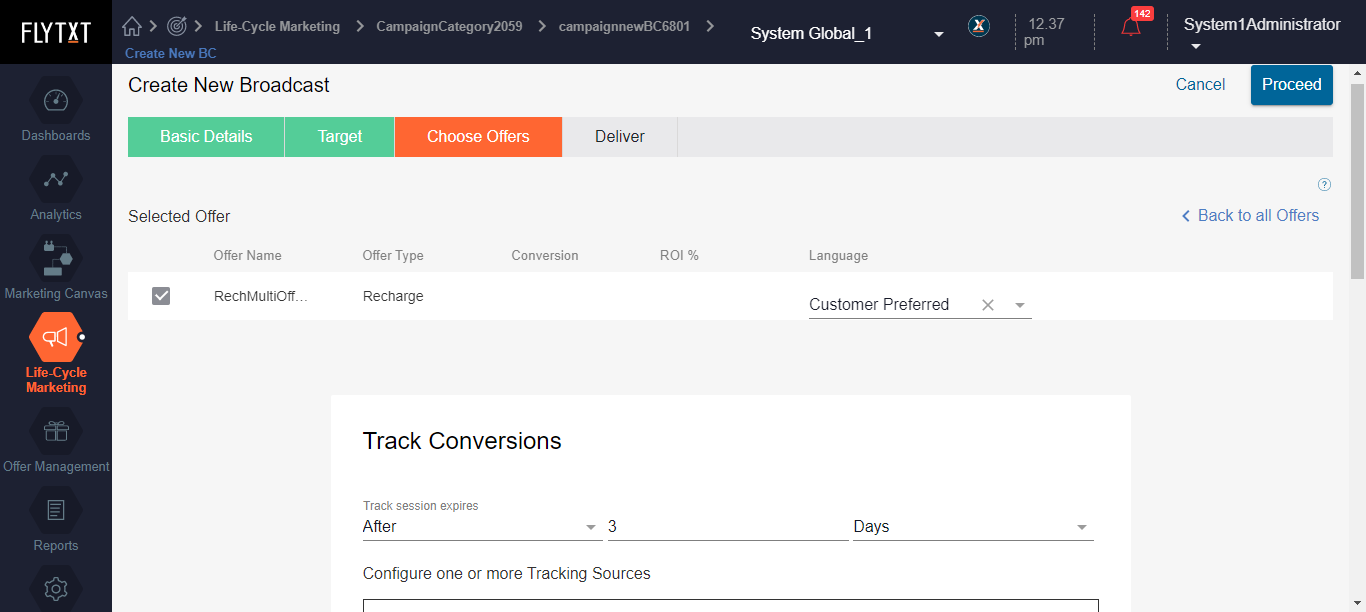 FLYTXT
Life-Cycle Marketing
CampaignCategory2059
campaignnewBC6801
Create New BC
System Global_1
X
12.37
pm
142
System1Administrator
Dashboards
Analytics
Marketing Canvas
Life-Cycle
Marketing
Offer Management
Reports
Create New Broadcast
Cancel
Proceed
Basic Details
Target
Choose Offers
Deliver
?
Selected Offer
Back to all Offers
Offer Name Offer Type Conversion ROI % Language
RechMultiOff... Recharge Customer Preferred
Track Conversions
Track session expires
After 3 Days
Configure one or more Tracking Sources